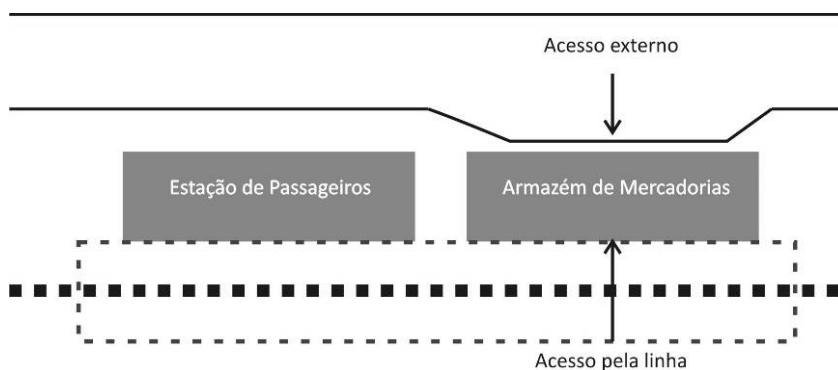 Acesso externo
Estação de Passageiros
Armazém de Mercadorias
Acesso pela linha